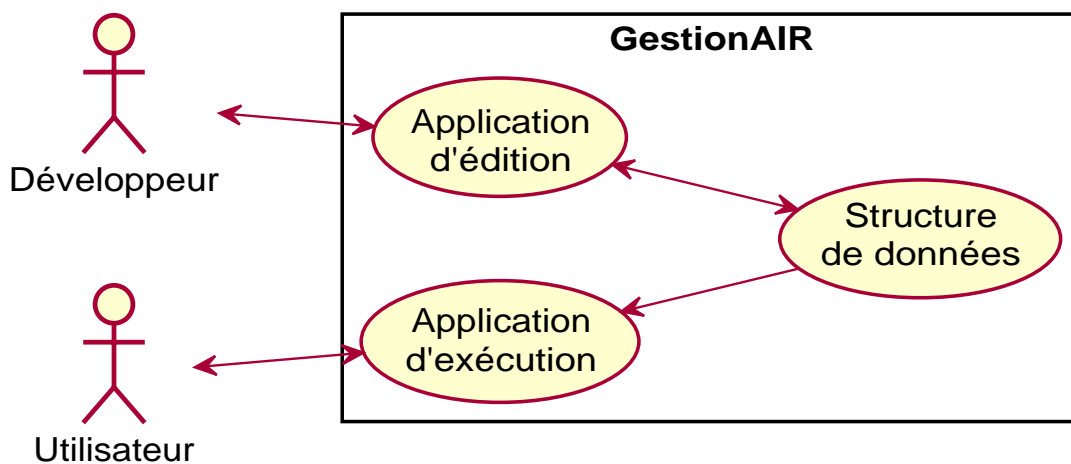 GestionAIR
Application
d'édition
Développeur
Structure
de données
Application
d'exécution
Utilisateur